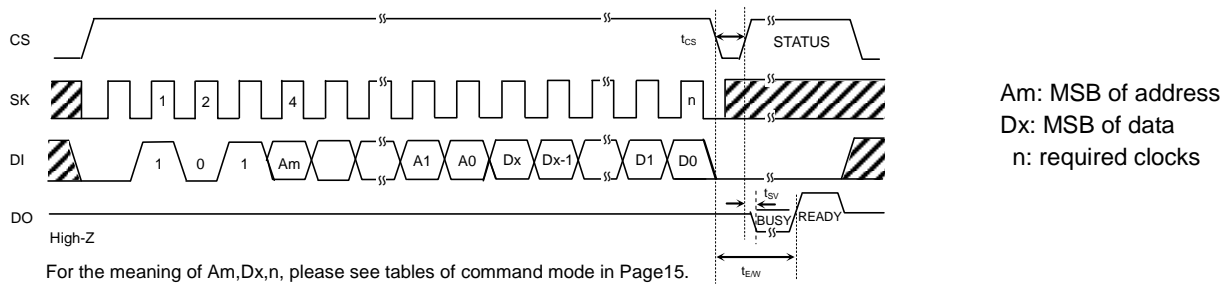 CS
tCS
STATUS
SK
1 2 4 n
DI
1 0 1 Am A1 A0 Dx Dx-1 D1 D0
tSV
DO
BUSY READY
High-Z
tE/W
For the meaning of Am,Dx,n, please see tables of command mode in Page15.
Am: MSB of address
Dx: MSB of data
n: required clocks